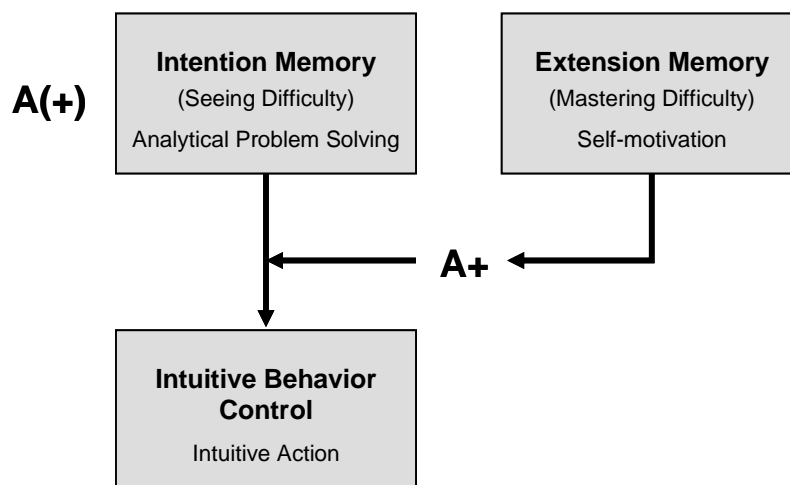 Intention Memory
(Seeing Difficulty)
Analytical Problem Solving
Extension Memory
(Mastering Difficulty)
Self-motivation
A(+)
A+
Intuitive Behavior
Control
Intuitive Action